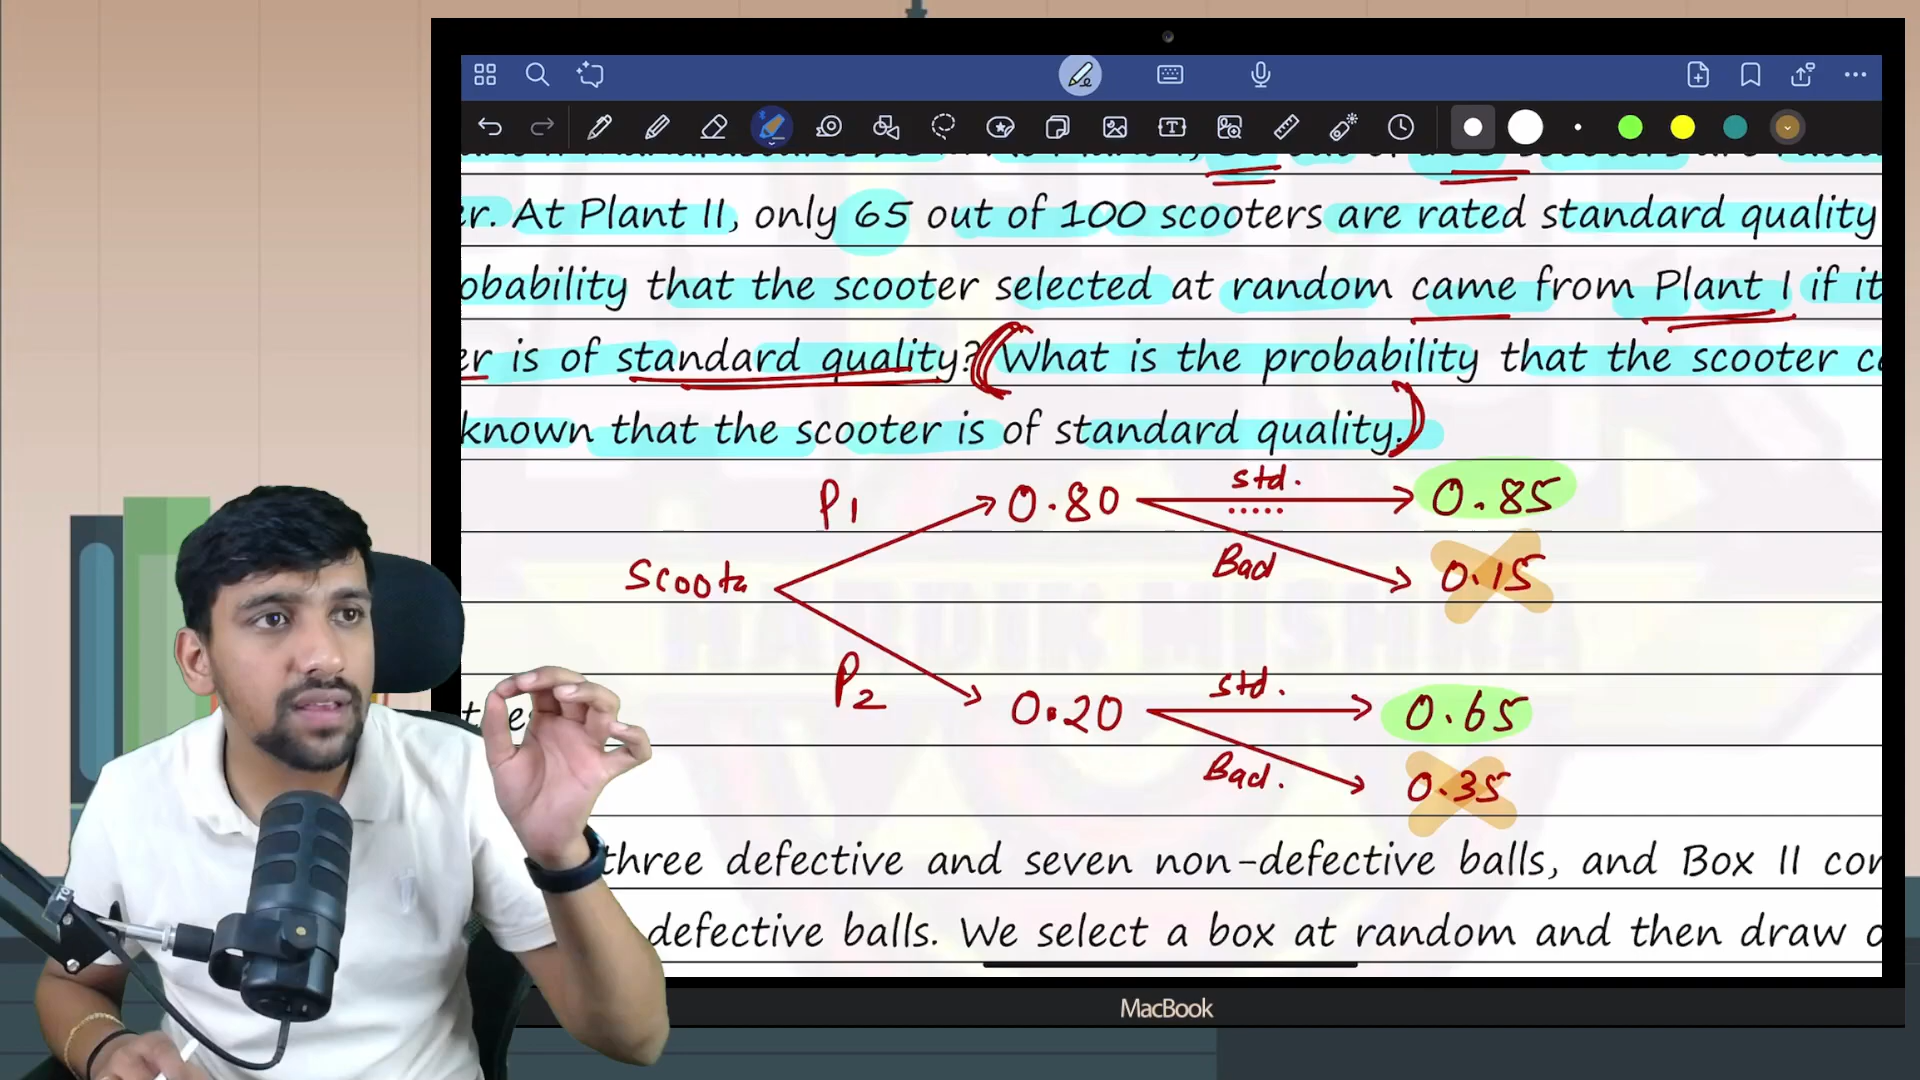 er. At Plant II, only 65 out of 100 scooters are rated standard quality
obability that the scooter selected at random came from Plant I if it
er is of standard quality? (What is the probability that the scooter c
known that the scooter is of standard quality.)
P1 0.80 std. 0.85
Bad 0.15
Scoota
P2 0.20 std. 0.65
Bad. 0.35
three defective and seven non-defective balls, and Box II con
defective balls. We select a box at random and then draw o
MacBook